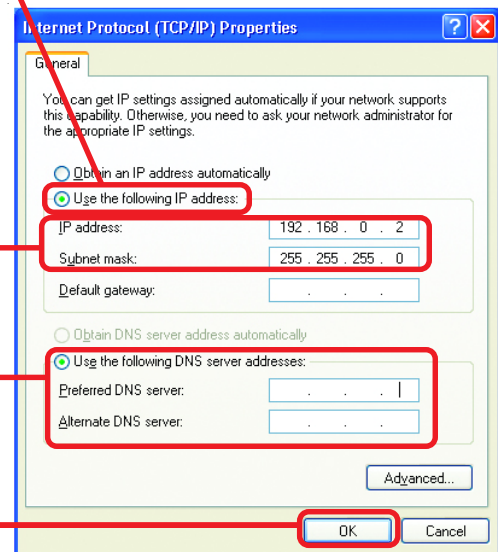 Internet Protocol (TCP/IP) Properties
General
You can get IP settings assigned automatically if your network supports
this capability. Otherwise, you need to ask your network administrator for
the appropriate IP settings.
Obtain an IP address automatically
Use the following IP address:
IP address: 192 . 168 . 0 . 2
Subnet mask: 255 . 255 . 255 . 0
Default gateway: . . .
Obtain DNS server address automatically
Use the following DNS server addresses:
Preferred DNS server: . . .
Alternate DNS server: . . .
Advanced...
OK Cancel